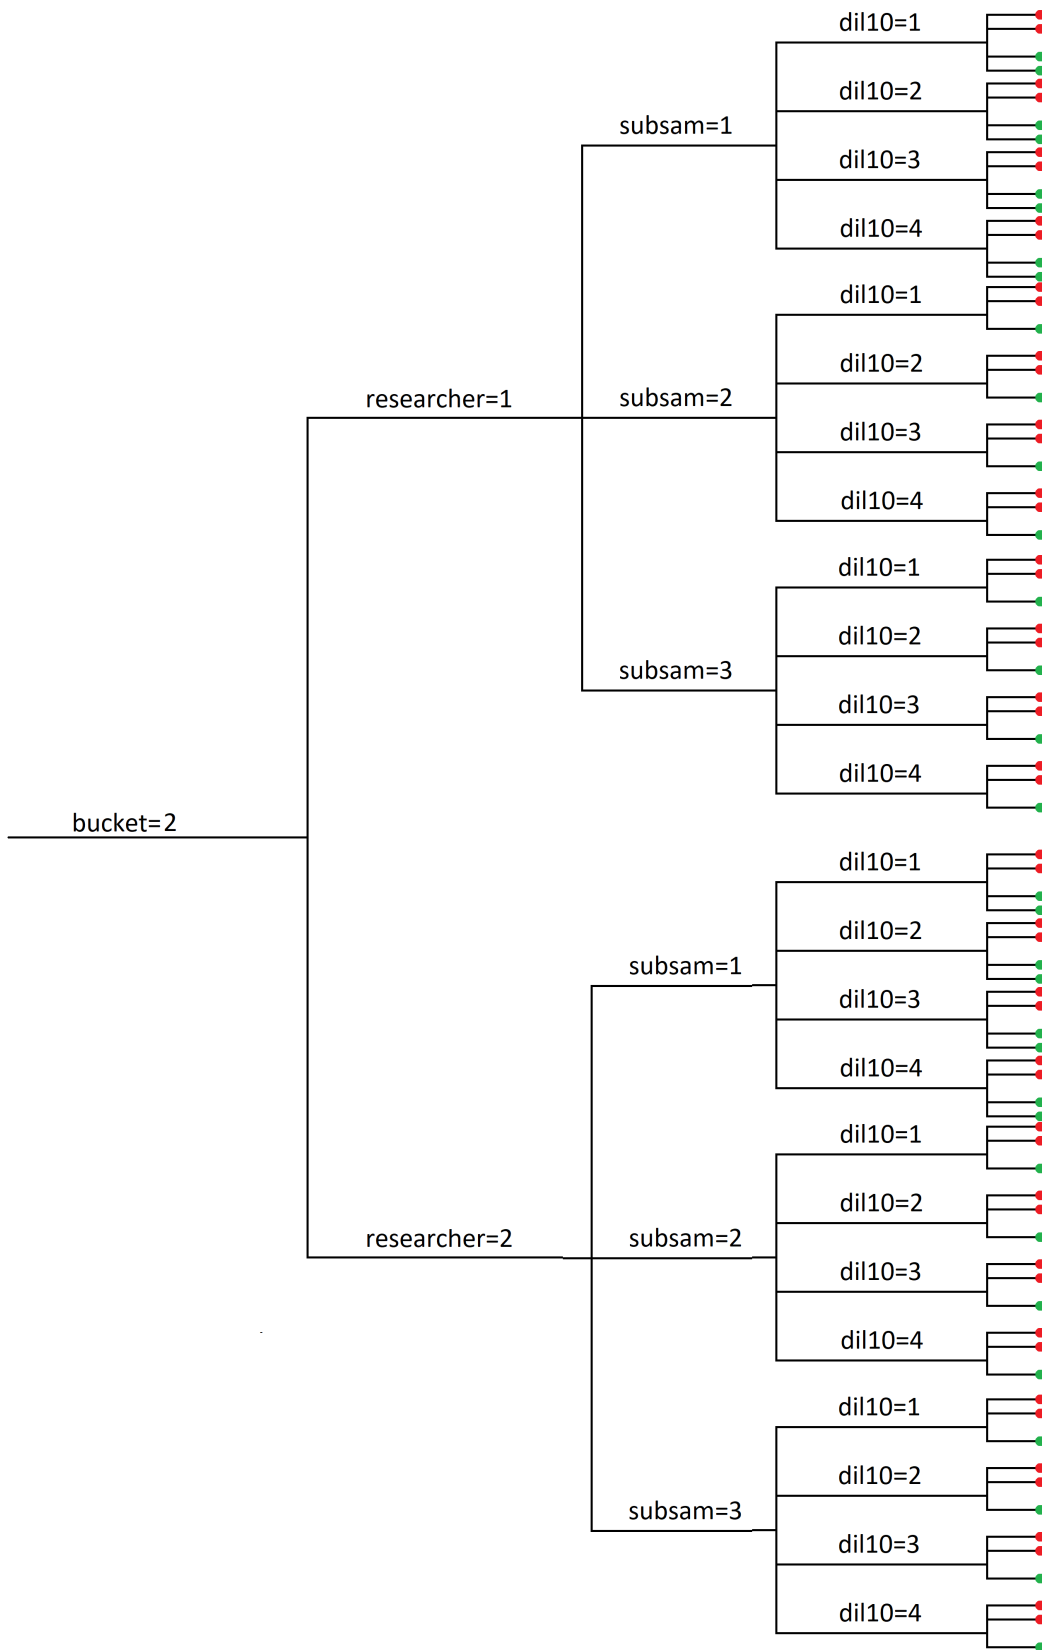 dil10=1
dil10=2
subsam=1
dil10=3
dil10=4
dil10=1
dil10=2
researcher=1
subsam=2
dil10=3
dil10=4
dil10=1
dil10=2
subsam=3
dil10=3
dil10=4
bucket=2
dil10=1
dil10=2
subsam=1
dil10=3
dil10=4
dil10=1
dil10=2
researcher=2
subsam=2
dil10=3
dil10=4
dil10=1
dil10=2
subsam=3
dil10=3
dil10=4